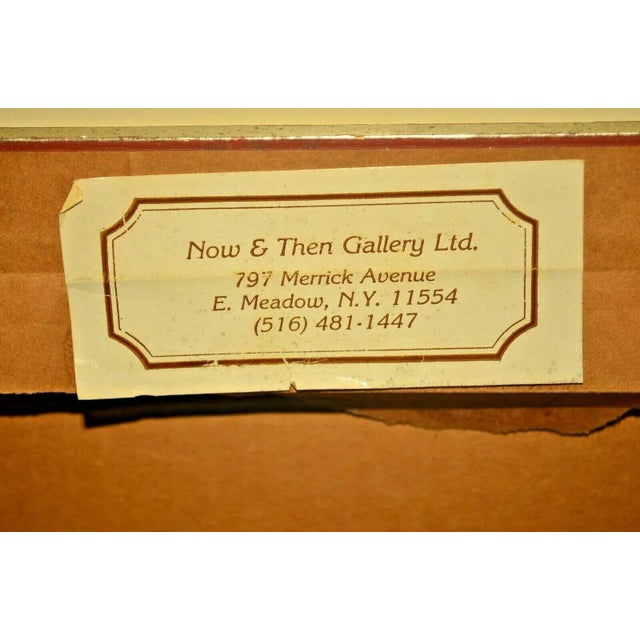 Now & Then Gallery Ltd.
797 Merrick Avenue
E. Meadow, N.Y. 11554
(516) 481-1447